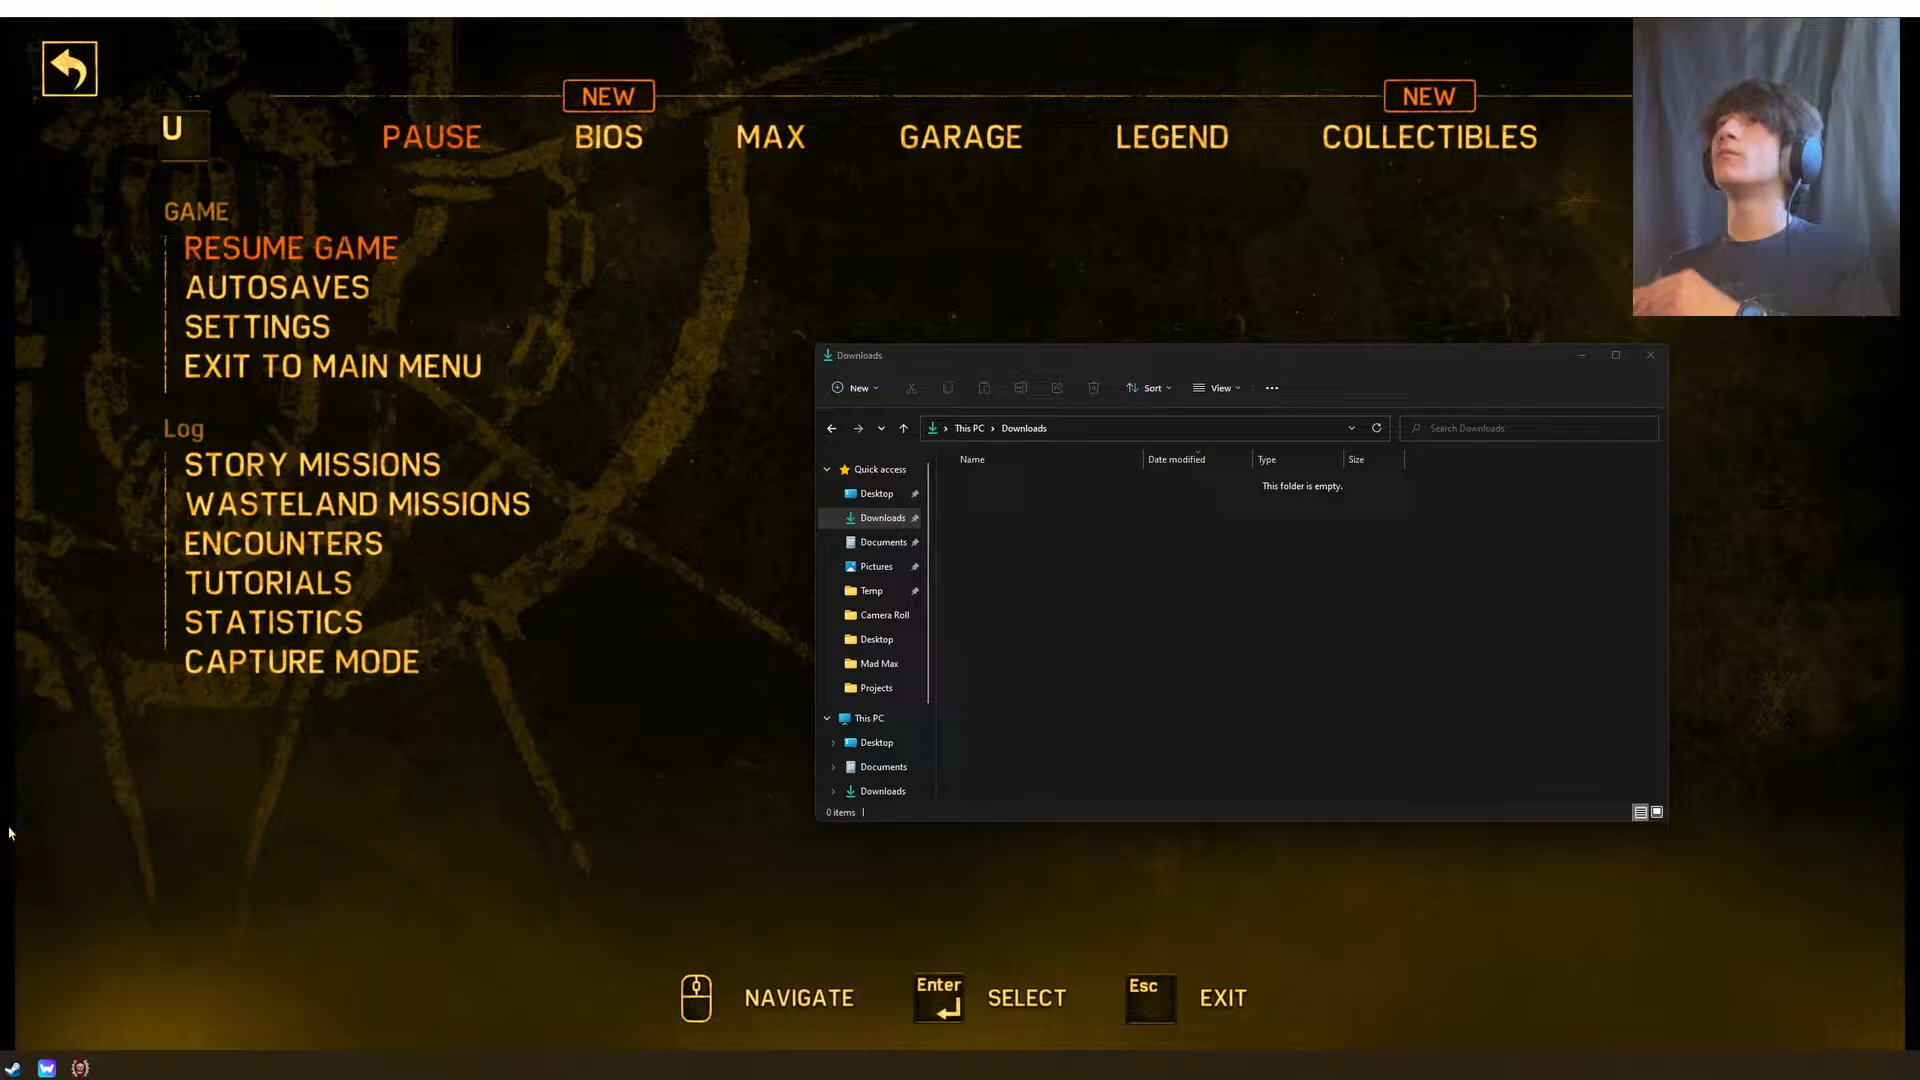 NEW
NEW
U
PAUSE
BIOS
MAX
GARAGE
LEGEND
COLLECTIBLES
GAME
RESUME GAME
AUTOSAVES
SETTINGS
EXIT TO MAIN MENU
Log
STORY MISSIONS
WASTELAND MISSIONS
ENCOUNTERS
TUTORIALS
STATISTICS
CAPTURE MODE
Downloads
New
Sort
View
This PC
Downloads
Search Downloads
Name
Date modified
Type
Size
This folder is empty.
Quick access
Desktop
Downloads
Documents
Pictures
Temp
Camera Roll
Desktop
Mad Max
Projects
This PC
Desktop
Documents
Downloads
0 items
NAVIGATE
Enter
SELECT
Esc
EXIT